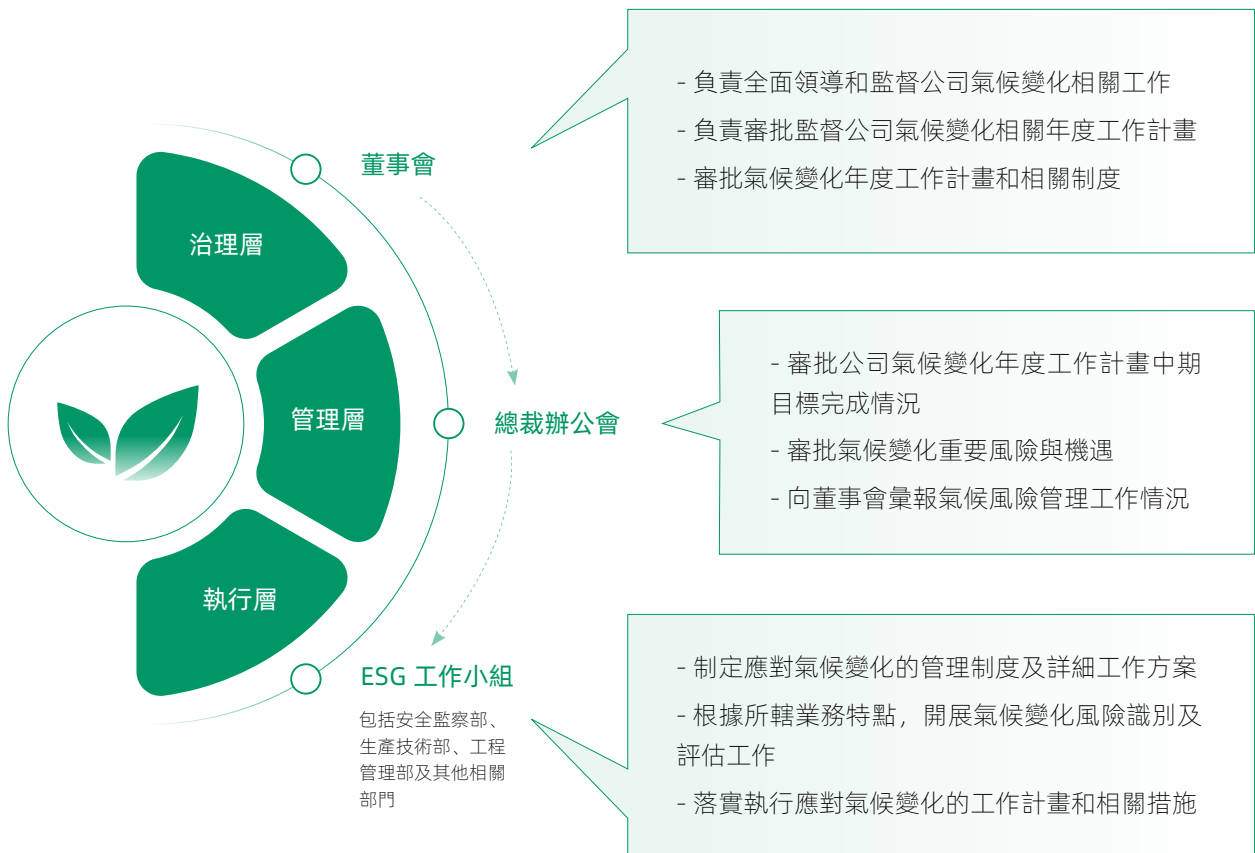 治理層
董事會
- 負責全面領導和監督公司氣候變化相關工作
- 負責審批監督公司氣候變化相關年度工作計畫
- 審批氣候變化年度工作計畫和相關制度
管理層
總裁辦公會
- 審批公司氣候變化年度工作計畫中期
目標完成情況
- 審批氣候變化重要風險與機遇
- 向董事會彙報氣候風險管理工作情況
執行層
ESG 工作小組
包括安全監察部、
生產技術部、工程
管理部及其他相關
部門
- 制定應對氣候變化的管理制度及詳細工作方案
- 根據所轄業務特點，開展氣候變化風險識別及
評估工作
- 落實執行應對氣候變化的工作計畫和相關措施